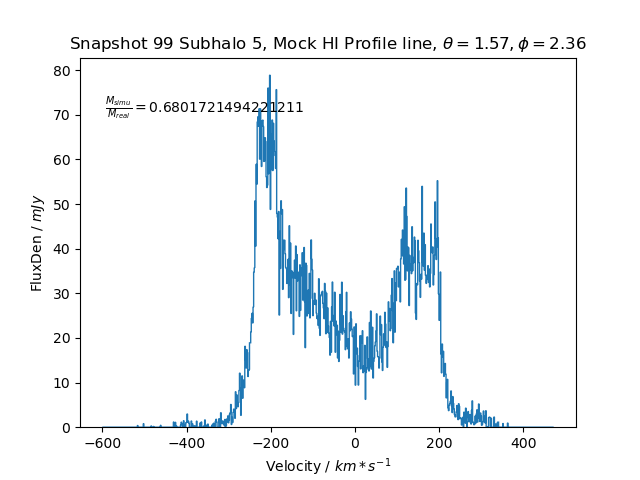 Snapshot 99 Subhalo 5, Mock HI Profile line, θ = 1.57, ϕ = 2.36
80
70
60
50
40
30
20
10
0
FluxDen / mJy
M_simu/M_real = 0.6801721494221211
−600 −400 −200 0 200 400
Velocity / km * s⁻¹